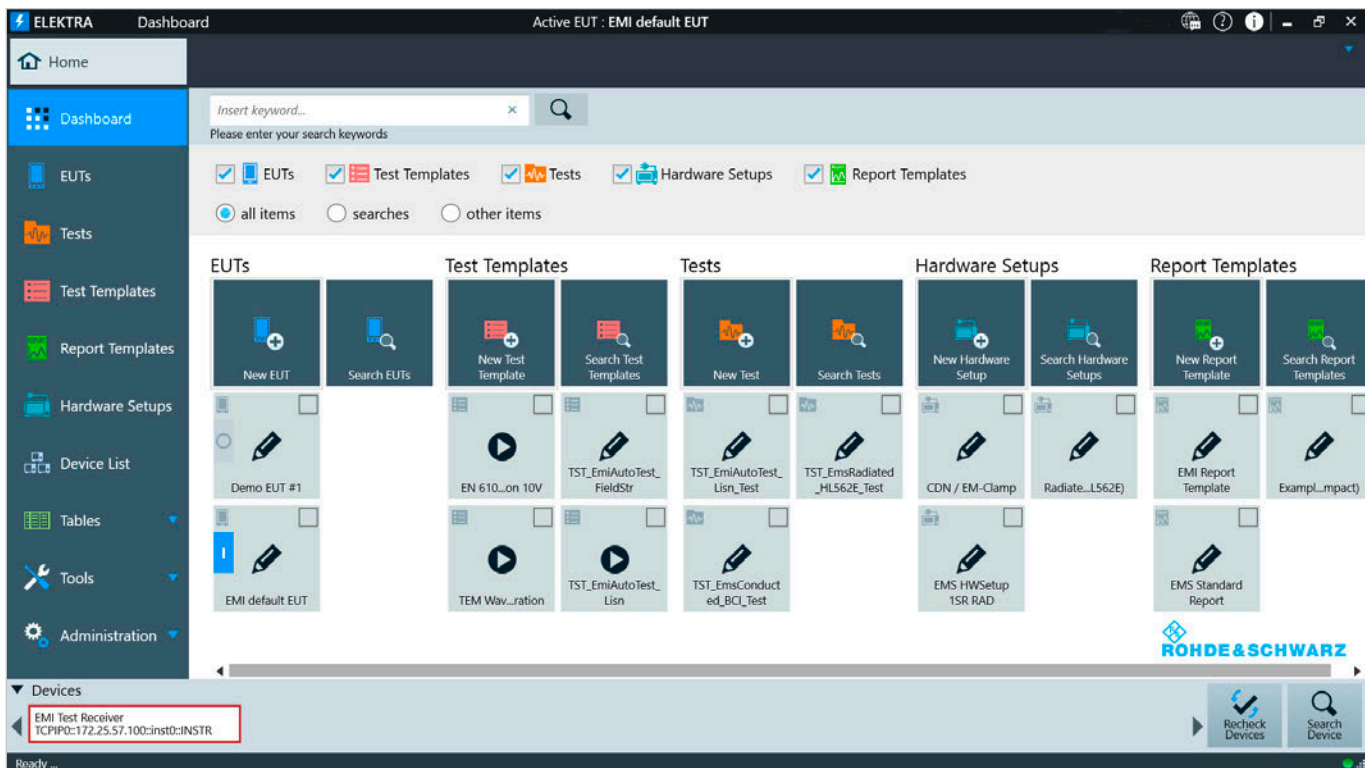 ELEKTRA
Dashboard
Active EUT : EMI default EUT
Home
Dashboard
EUTs
Tests
Test Templates
Report Templates
Hardware Setups
Device List
Tables
Tools
Administration
Insert keyword...
Please enter your search keywords
EUTs
Test Templates
Tests
Hardware Setups
Report Templates
all items
searches
other items
EUTs
New EUT
Search EUTs
Demo EUT #1
EMI default EUT
Test Templates
New Test
Template
Search Test
Templates
EN 610...on 10V
TST_EmiAutoTest_
FieldStr
TEM Wav...ration
TST_EmiAutoTest_
Lisn
Tests
New Test
Search Tests
TST_EmiAutoTest_
Lisn_Test
TST_EmsRadiated
_HL562E_Test
TST_EmsConduct
ed_BCI_Test
Hardware Setups
New Hardware
Setup
Search Hardware
Setups
CDN / EM-Clamp
Radiate...L562E)
EMS HWSetup
1SR RAD
Report Templates
New Report
Template
Search Report
Templates
EMI Report
Template
Exampl...mpact)
EMS Standard
Report
ROHDE&SCHWARZ
Devices
EMI Test Receiver
TCPIP0::172.25.57.100::inst0::INSTR
Recheck
Devices
Search
Device
Ready ...